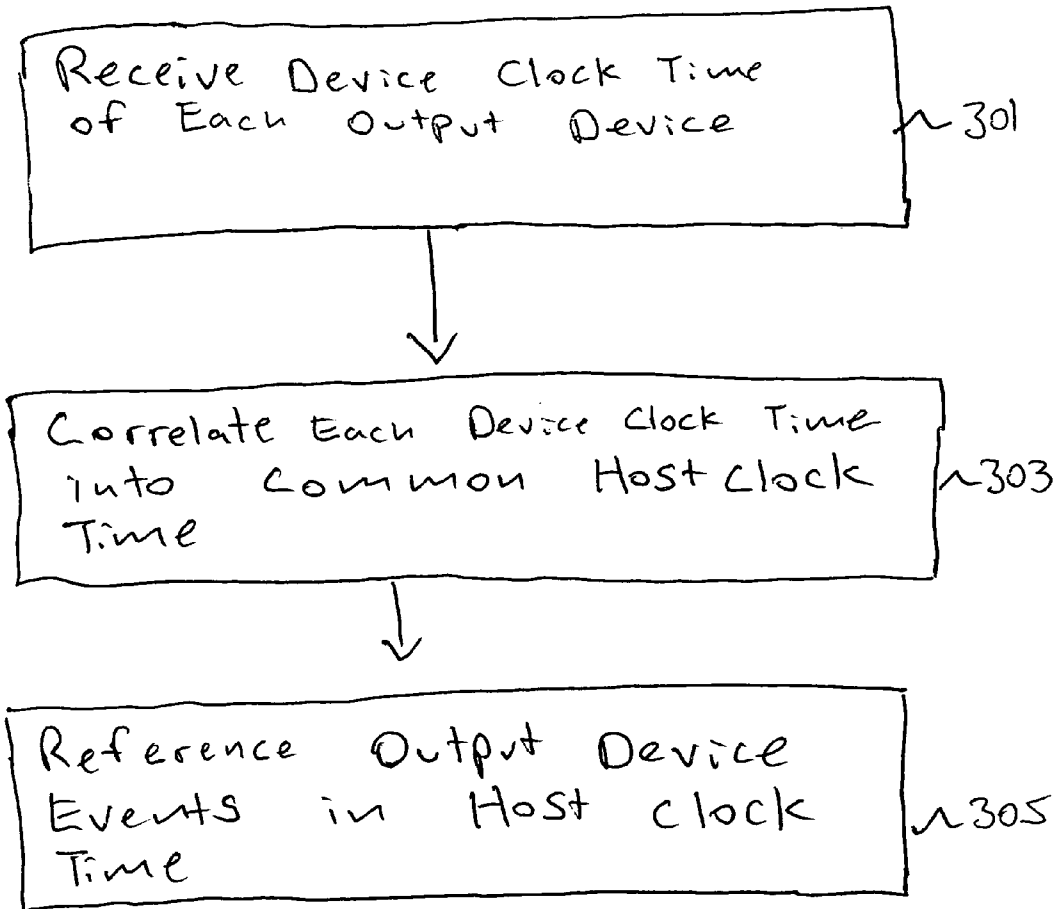 Receive Device Clock Time
of Each Output Device
301
Correlate Each Device Clock Time
into Common Host Clock
Time
303
Reference Output Device
Events in Host Clock
Time
305